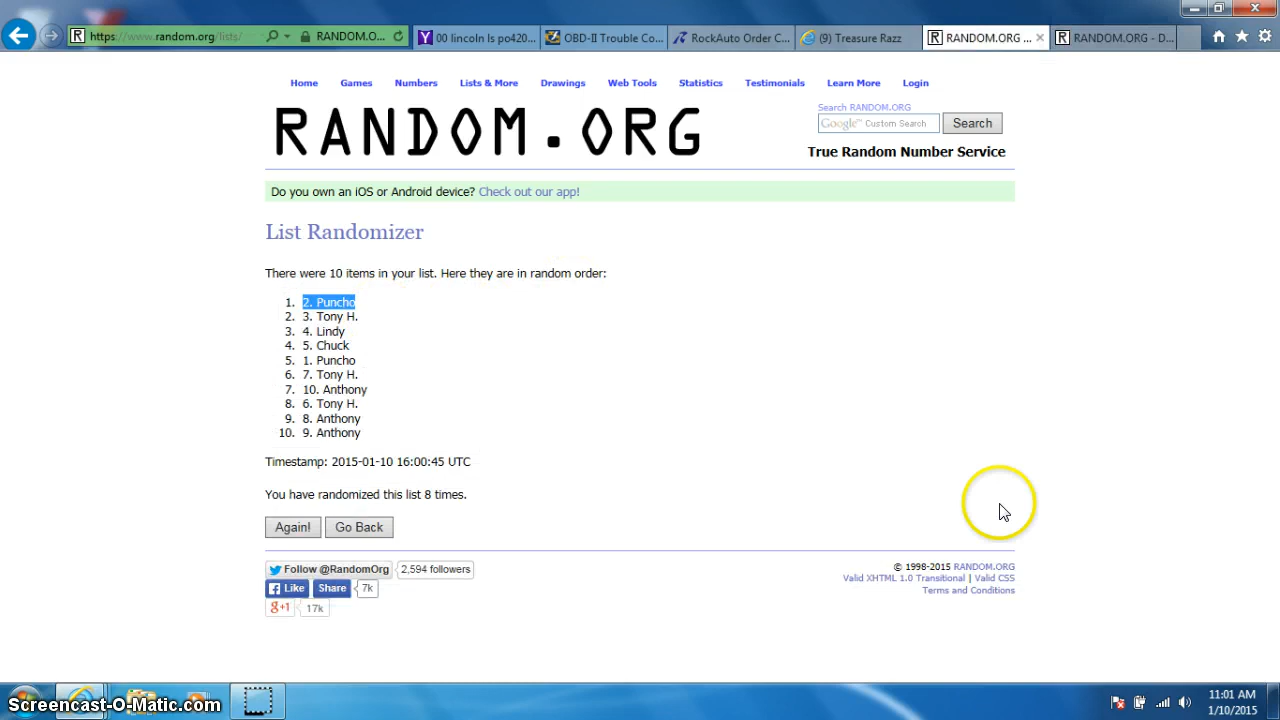 https://www.random.org/lists/
RANDOM.O...
00 lincoln ls po420...
OBD-II Trouble Co...
RockAuto Order C...
(9) Treasure Razz
RANDOM.ORG ...
RANDOM.ORG - D...
Home Games Numbers Lists & More Drawings Web Tools Statistics Testimonials Learn More Login
RANDOM.ORG
Search RANDOM.ORG
Google™ Custom Search
Search
True Random Number Service
Do you own an iOS or Android device? Check out our app!
List Randomizer
There were 10 items in your list. Here they are in random order:
1. 2. Puncho
2. 3. Tony H.
3. 4. Lindy
4. 5. Chuck
5. 1. Puncho
6. 7. Tony H.
7. 10. Anthony
8. 6. Tony H.
9. 8. Anthony
10. 9. Anthony
Timestamp: 2015-01-10 16:00:45 UTC
You have randomized this list 8 times.
Again! Go Back
Follow @RandomOrg 2,594 followers
Like Share 7k
g+1 17k
© 1998-2015 RANDOM.ORG
Valid XHTML 1.0 Transitional | Valid CSS
Terms and Conditions
Screencast-O-Matic.com
11:01 AM
1/10/2015